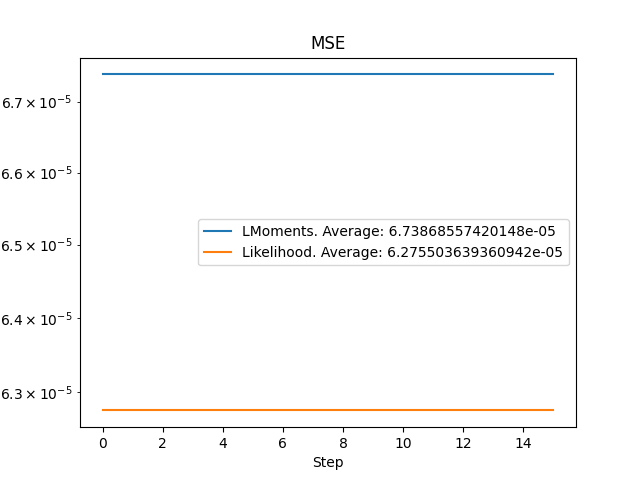 MSE
6.7 × 10⁻⁵
6.6 × 10⁻⁵
6.5 × 10⁻⁵
6.4 × 10⁻⁵
6.3 × 10⁻⁵
LMoments. Average: 6.73868557420148e-05
Likelihood. Average: 6.275503639360942e-05
0 2 4 6 8 10 12 14
Step